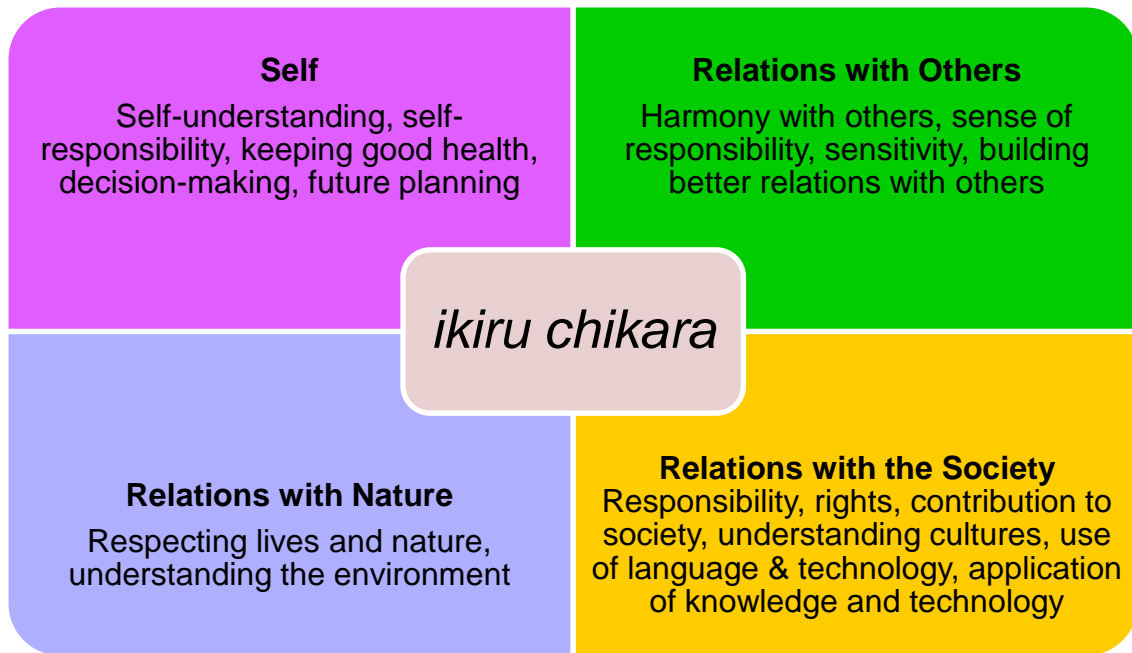 Self
Self-understanding, self-
responsibility, keeping good health,
decision-making, future planning
Relations with Others
Harmony with others, sense of
responsibility, sensitivity, building
better relations with others
ikiru chikara
Relations with Nature
Respecting lives and nature,
understanding the environment
Relations with the Society
Responsibility, rights, contribution to
society, understanding cultures, use
of language & technology, application
of knowledge and technology